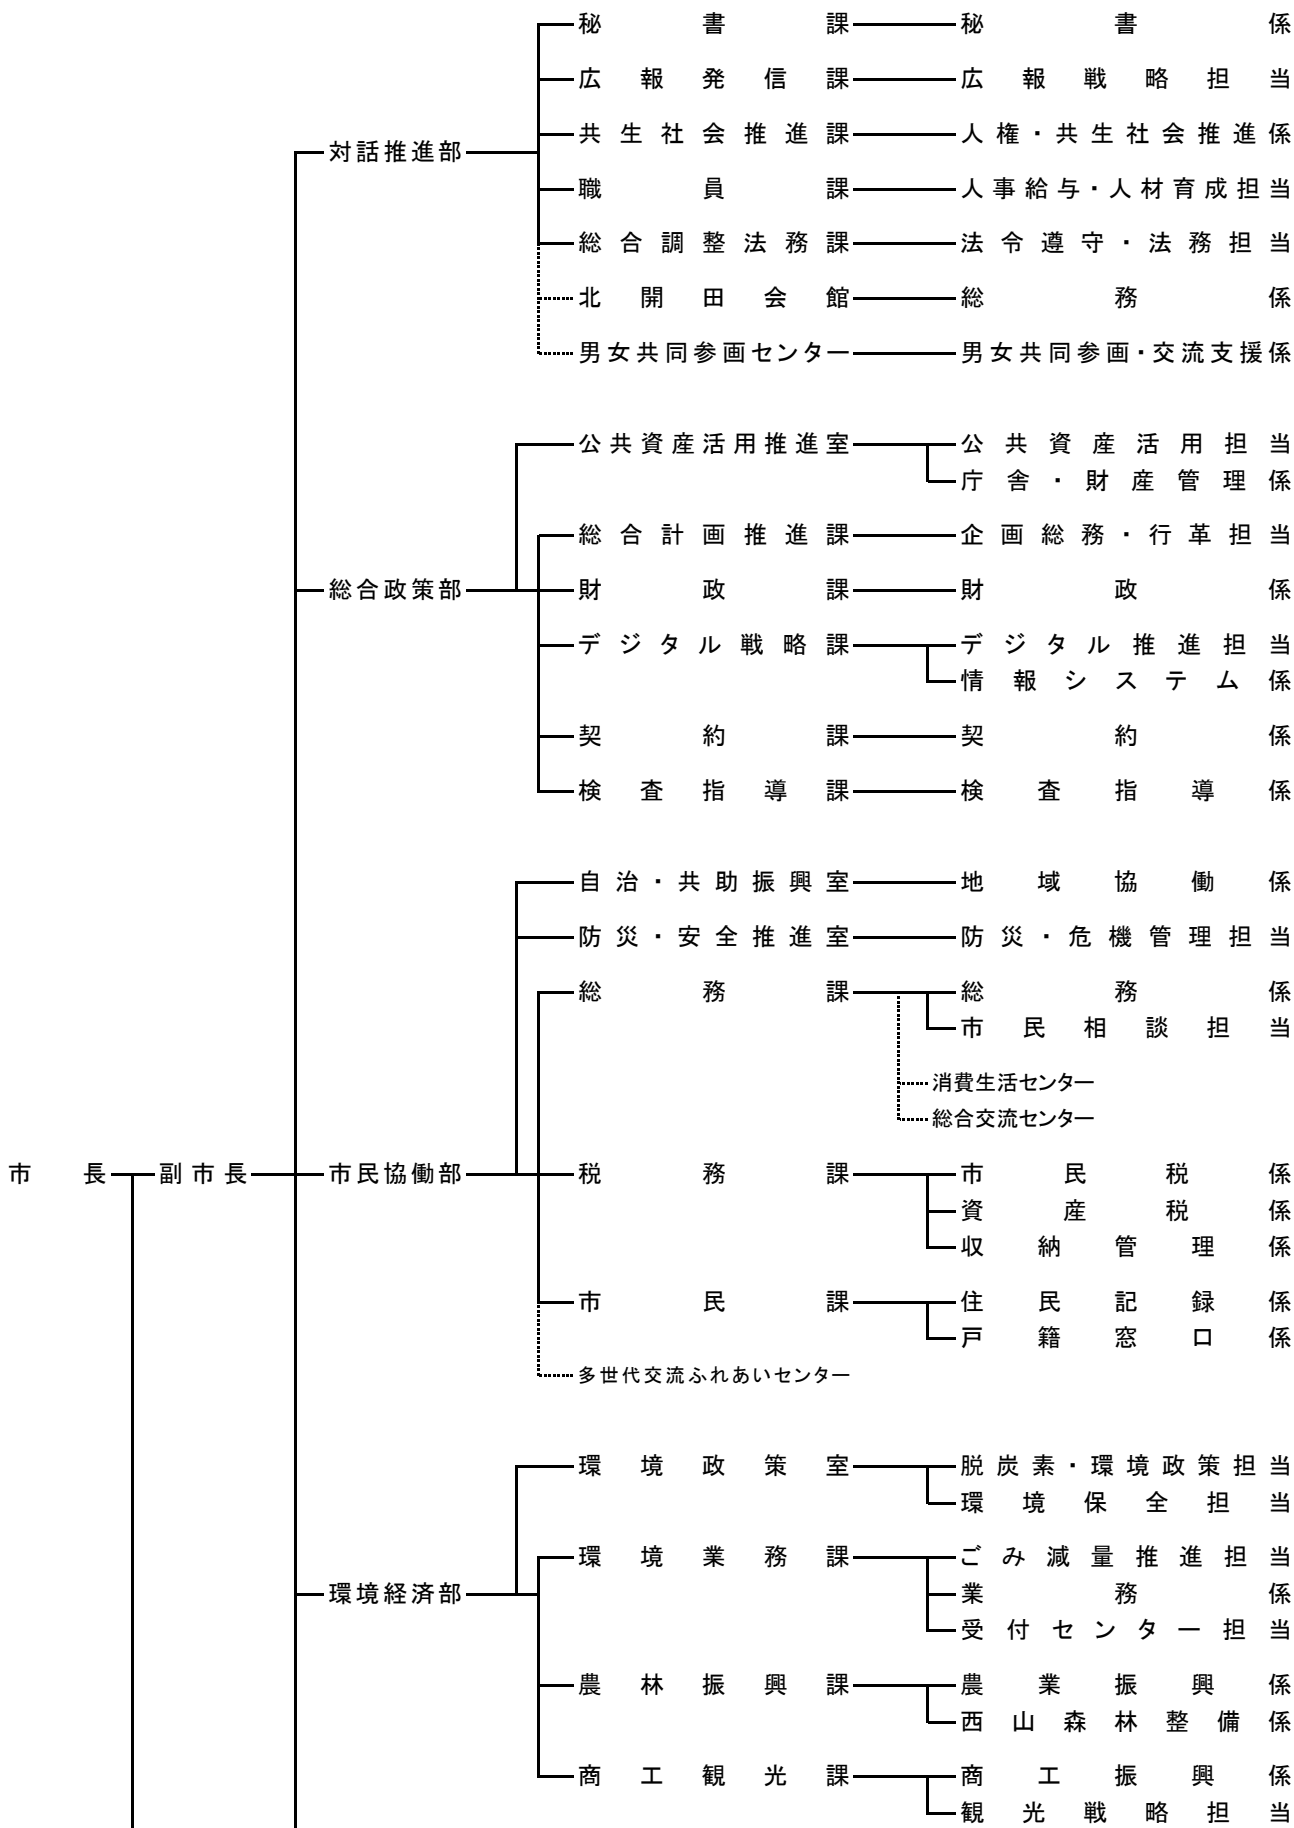 秘書課 秘書係
広報発信課 広報戦略担当
共生社会推進課 人権・共生社会推進係
対話推進部
職員課 人事給与・人材育成担当
総合調整法務課 法令遵守・法務担当
北開田会館 総務係
男女共同参画センター 男女共同参画・交流支援係
公共資産活用推進室 公共資産活用担当
庁舎・財産管理係
総合計画推進課 企画総務・行革担当
総合政策部 財政課 財政係
デジタル戦略課 デジタル推進担当
情報システム係
契約課 契約係
検査指導課 検査指導係
自治・共助振興室 地域協働係
防災・安全推進室 防災・危機管理担当
総務課 総務係
市民相談担当
消費生活センター
総合交流センター
市長 副市長 市民協働部 税務課 市民税係
資産税係
収納管理係
市民課 住民記録係
戸籍窓口係
多世代交流ふれあいセンター
環境政策室 脱炭素・環境政策担当
環境保全担当
環境業務課 ごみ減量推進担当
環境経済部 業務係
受付センター担当
農林振興課 農業振興係
西山森林整備係
商工観光課 商工振興係
観光戦略担当